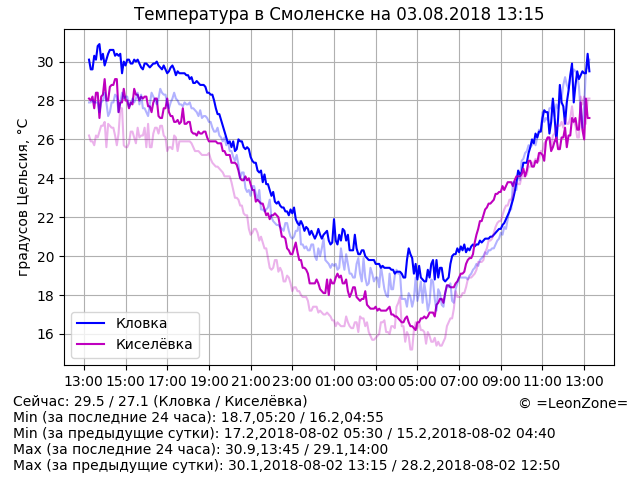 Температура в Смоленске на 03.08.2018 13:15
градусов Цельсия, °C
30
28
26
24
22
20
18
16
Кловка
Киселёвка
13:00 15:00 17:00 19:00 21:00 23:00 01:00 03:00 05:00 07:00 09:00 11:00 13:00
Сейчас: 29.5 / 27.1 (Кловка / Киселёвка)
© =LeonZone=
Min (за последние 24 часа): 18.7,05:20 / 16.2,04:55
Min (за предыдущие сутки): 17.2,2018-08-02 05:30 / 15.2,2018-08-02 04:40
Max (за последние 24 часа): 30.9,13:45 / 29.1,14:00
Max (за предыдущие сутки): 30.1,2018-08-02 13:15 / 28.2,2018-08-02 12:50